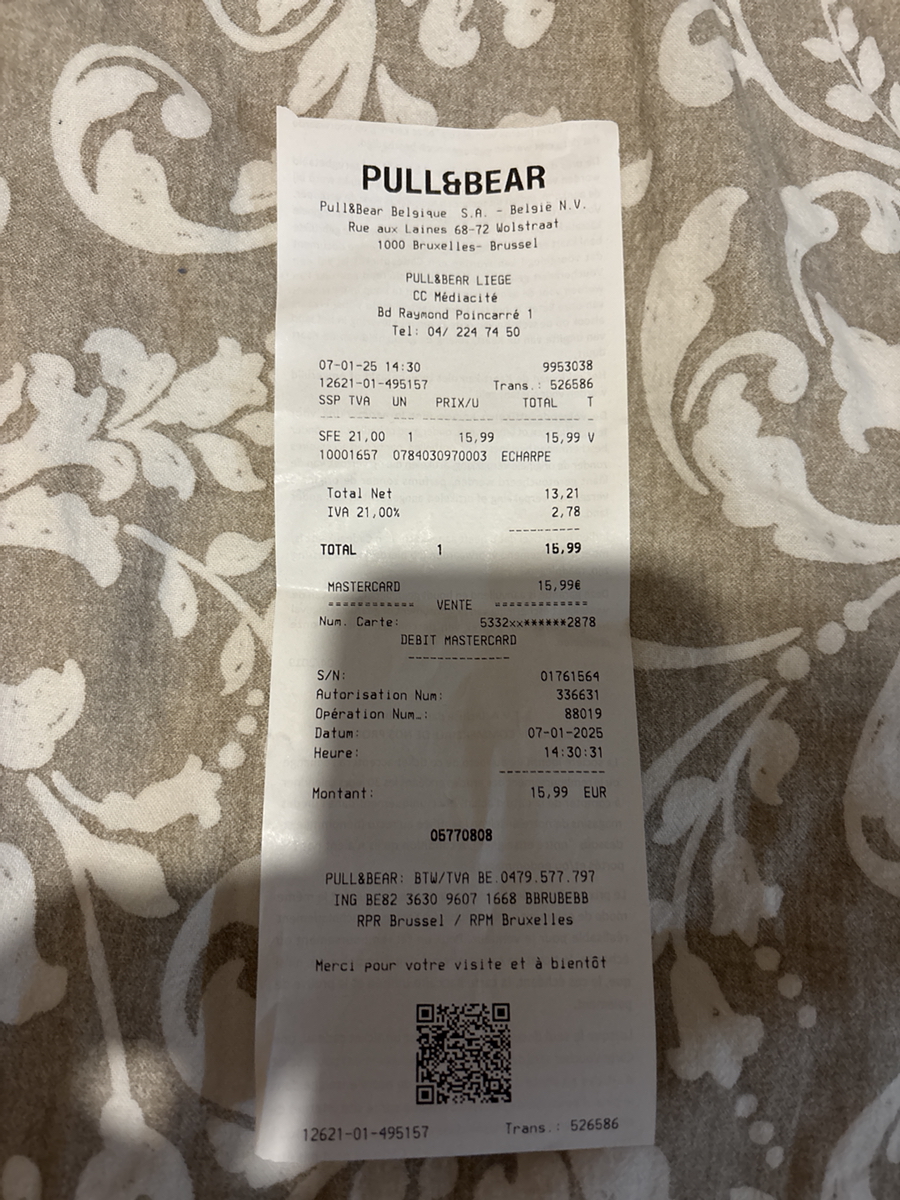 PULL&BEAR
Pull&Bear Belgique S.A. - België N.V.
Rue aux Laines 68-72 Wolstraat
1000 Bruxelles- Brussel
PULL&BEAR LIEGE
CC Médiacité
Bd Raymond Poincarré 1
Tel: 04/ 224 74 50
07-01-25 14:30 9953038
12621-01-495157 Trans.: 526586
SSP TVA UN PRIX/U TOTAL T
--- --- ---- -------- ---------- -
SFE 21,00 1 15,99 15,99 V
10001657 0784030970003 ECHARPE
Total Net 13,21
IVA 21,00% 2,78
----------
TOTAL 1 15,99
MASTERCARD 15,99€
============ VENTE =============
Num. Carte: 5332xx******2878
DEBIT MASTERCARD
--------------
S/N: 01761564
Autorisation Num: 336631
Opération Num.: 88019
Datum: 07-01-2025
Heure: 14:30:31
--------------
Montant: 15,99 EUR
05770808
PULL&BEAR: BTW/TVA BE.0479.577.797
ING BE82 3630 9607 1668 BBRUBEBB
RPR Brussel / RPM Bruxelles
Merci pour votre visite et à bientôt
12621-01-495157 Trans.: 526586